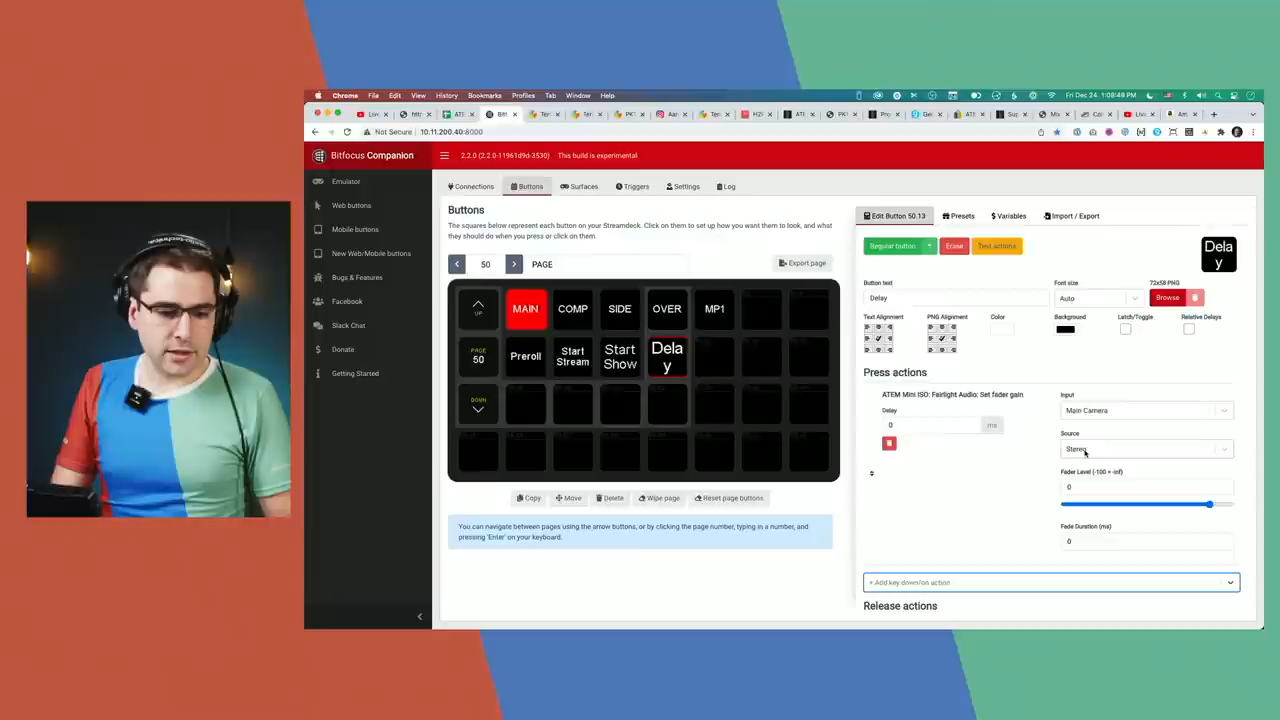 Chrome File Edit View History Bookmarks Profiles Tab Window Help Fri Dec 24 1:08:49 PM
Not Secure 10.11.200.40:8000
Bitfocus Companion
2.2.0 (2.2.0-11961d9d-3530) This build is experimental
Emulator
Web buttons
Mobile buttons
New Web/Mobile buttons
Bugs & Features
Facebook
Slack Chat
Donate
Getting Started
Connections Buttons Surfaces Triggers Settings Log
Buttons
The squares below represent each button on your Streamdeck. Click on them to set up how you want them to look, and what
they should do when you press or click on them.
50 PAGE Export page
UP MAIN COMP SIDE OVER MP1
PAGE
50
Preroll
Start
Stream
Start
Show
Dela
y
DOWN
Copy Move Delete Wipe page Reset page buttons
You can navigate between pages using the arrow buttons, or by clicking the page number, typing in a number, and
pressing 'Enter' on your keyboard.
Edit Button 50.13 Presets Variables Import / Export
Regular button Erase Test actions
Dela
y
Button text Font size 72x58 PNG
Delay Auto Browse
Text Alignment PNG Alignment Color Background Latch/Toggle Relative Delays
Press actions
ATEM Mini ISO: Fairlight Audio: Set fader gain
Delay
0 ms
Input
Main Camera
Source
Stereo
Fader Level (-100 = -inf)
0
Fade Duration (ms)
0
+ Add key down/on action
Release actions